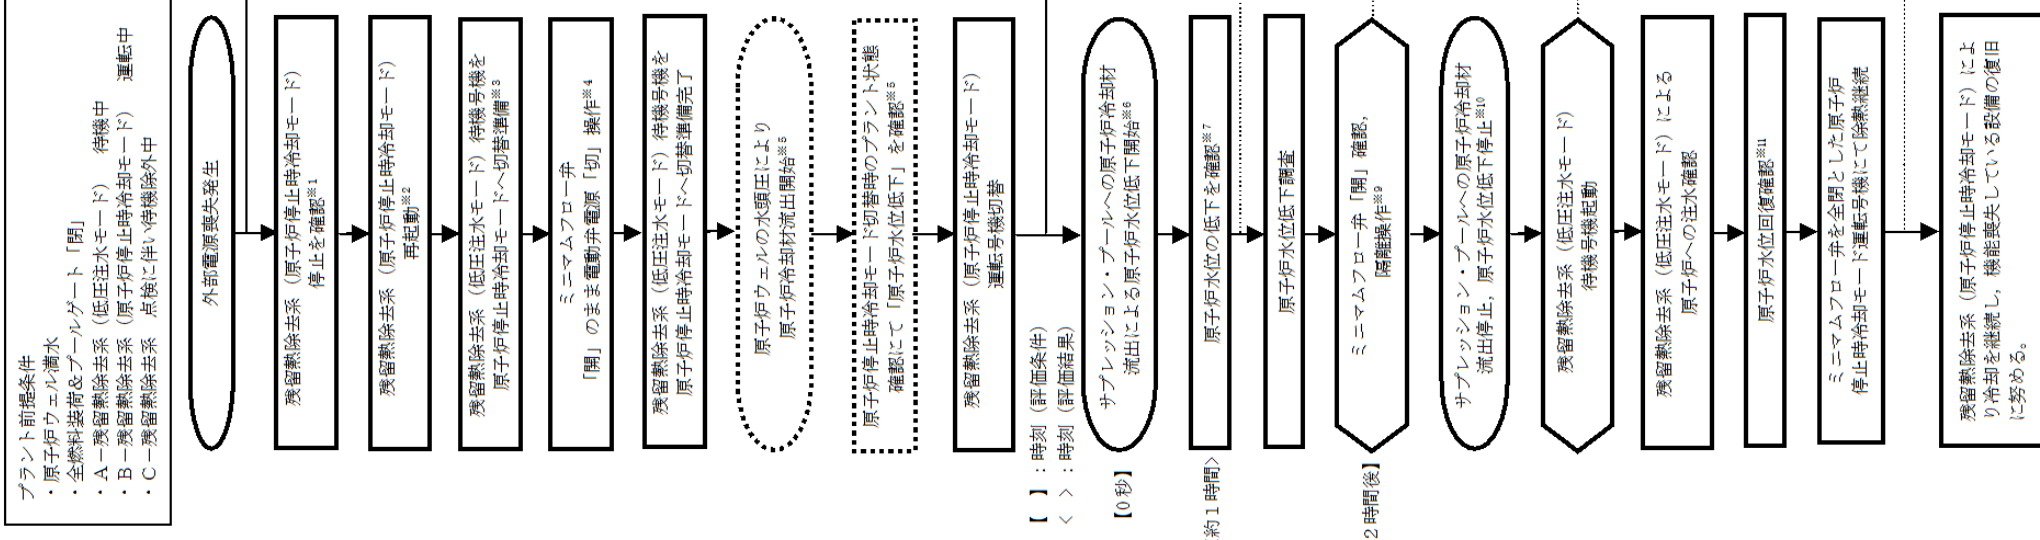 プラント前提条件
・原子炉ウェル満水
・全燃料装荷&プールゲート「閉」
・A－残留熱除去系(低圧注水モード) 待機中
・B－残留熱除去系(原子炉停止時冷却モード) 運転中
・C－残留熱除去系 点検に伴い待機除外中
外部電源喪失発生
残留熱除去系(原子炉停止時冷却モード)
停止を確認※1
残留熱除去系(原子炉停止時冷却モード)
再起動※2
残留熱除去系(低圧注水モード)待機号機を
原子炉停止時冷却モードへ切替準備※3
ミニマムフロー弁
「開」のまま電動弁電源「切」操作※4
残留熱除去系(低圧注水モード)待機号機を
原子炉停止時冷却モードへ切替準備完了
原子炉ウェルの水頭圧により
原子炉冷却材流出開始※5
原子炉停止時冷却モード切替時のプラント状態
確認にて「原子炉水位低下」を確認※5
残留熱除去系(原子炉停止時冷却モード)
運転号機切替
【 】:時刻(評価条件)
< >:時刻(評価結果)
サプレッション・プールへの原子炉冷却材
流出による原子炉水位低下開始※6
【0秒】
原子炉水位の低下を確認※7
約1時間>
原子炉水位低下調査
ミニマムフロー弁「開」確認,
隔離操作※9
2時間後】
サプレッション・プールへの原子炉冷却材
流出停止,原子炉水位低下停止※10
残留熱除去系(低圧注水モード)
待機号機起動
残留熱除去系(低圧注水モード)による
原子炉への注水確認
原子炉水位回復確認※11
ミニマムフロー弁を全閉とした原子炉
停止時冷却モード運転号機にて除熱継続
残留熱除去系(原子炉停止時冷却モード)によ
り冷却を継続し,機能喪失している設備の復旧
に努める。